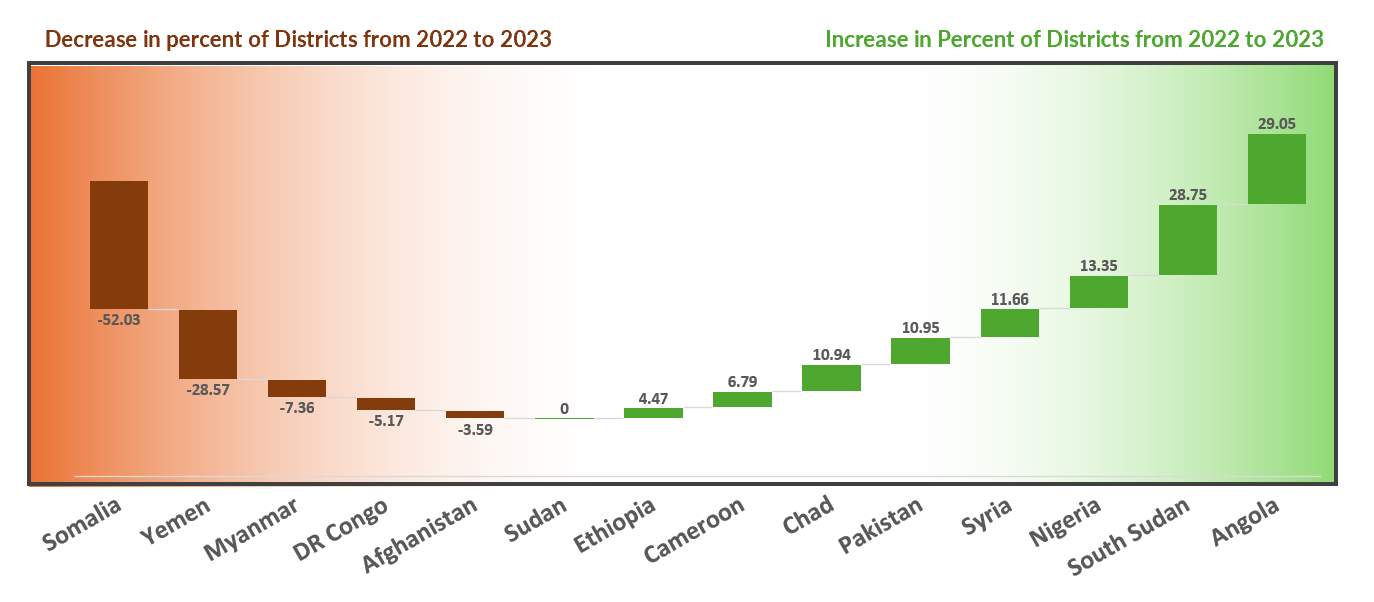 Decrease in percent of Districts from 2022 to 2023
Increase in Percent of Districts from 2022 to 2023
-52.03
-28.57
-7.36
-5.17
-3.59
0
4.47
6.79
10.94
10.95
11.66
13.35
28.75
29.05
Somalia
Yemen
Myanmar
DR Congo
Afghanistan
Sudan
Ethiopia
Cameroon
Chad
Pakistan
Syria
Nigeria
South Sudan
Angola